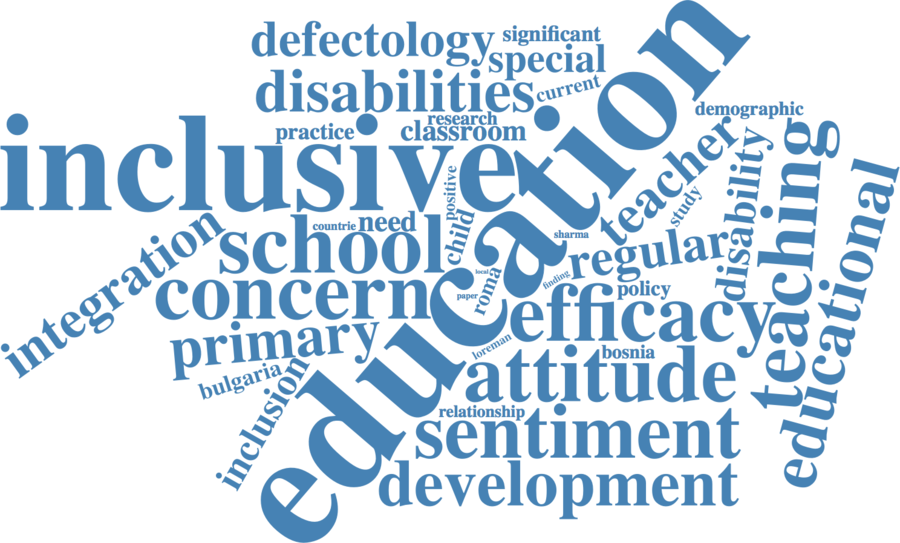 defectology
significant
special
disabilities
current
research
practice
classroom
demographic
inclusive
education
teacher
teaching
positive
study
disability
educational
integration
countrie
need
child
school
sharma
regular
local
roma
finding
concern
paper
policy
efficacy
primary
loreman
bosnia
bulgaria
inclusion
attitude
relationship
sentiment
development